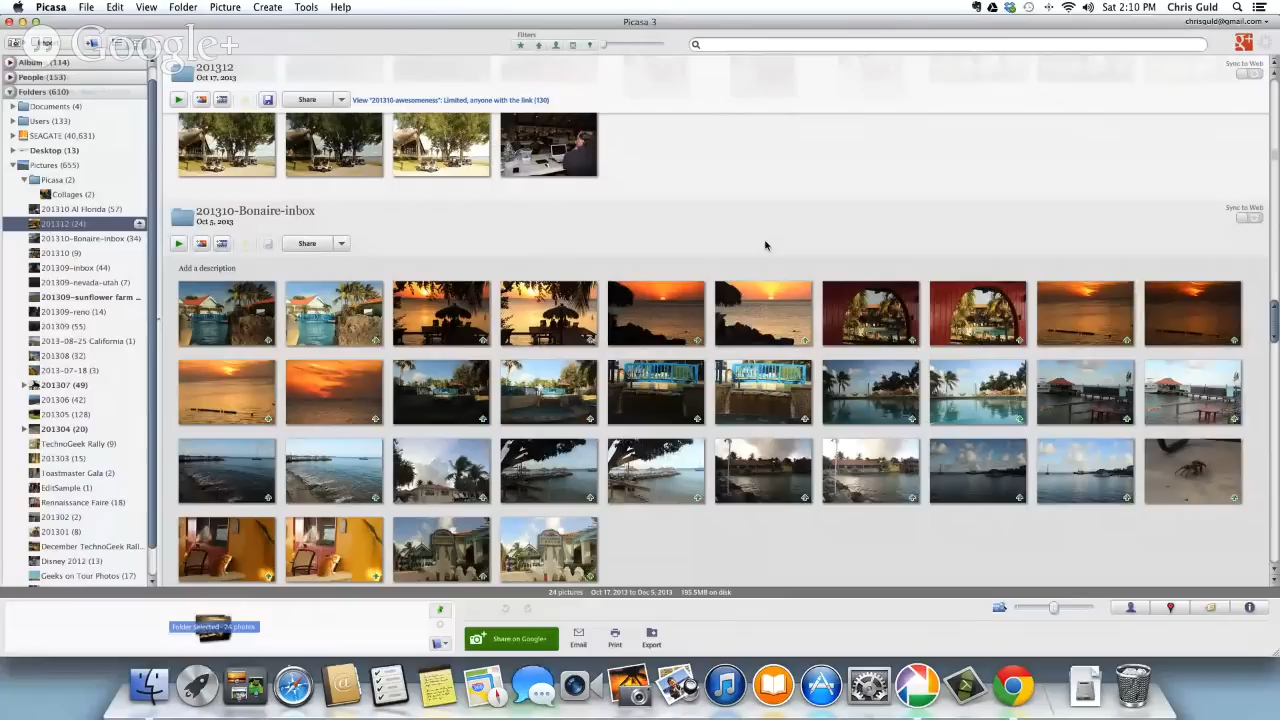 Picasa File Edit View Folder Picture Create Tools Help
Sat 2:10 PM Chris Guld
Picasa 3
chrisguld@gmail.com
Google+
Filters
Album (114)
People (153)
Folders (610)
Documents (4)
Users (133)
SEAGATE (40,631)
Desktop (13)
Pictures (655)
Picasa (2)
Collages (2)
201310 Al Florida (57)
201312 (24)
201310-Bonaire-inbox (34)
201310 (9)
201309-inbox (44)
201309-nevada-utah (7)
201309-sunflower farm ...
201309-reno (14)
201309 (55)
2013-08-25 California (1)
201308 (32)
2013-07-18 (3)
201307 (49)
201306 (42)
201305 (128)
201304 (20)
TechnoGeek Rally (9)
201303 (15)
Toastmaster Gala (2)
EditSample (1)
Rennaissance Faire (18)
201302 (2)
201301 (8)
December TechnoGeek Rall...
Disney 2012 (13)
Geeks on Tour Photos (17)
201312
Oct 17, 2013
Sync to Web
Share
View "201310-awesomeness": Limited, anyone with the link (130)
201310-Bonaire-inbox
Oct 5, 2013
Sync to Web
Share
Add a description
24 pictures Oct 17, 2013 to Dec 5, 2013 195.5MB on disk
Folder Selected - 24 photos
Share on Google+
Email
Print
Export